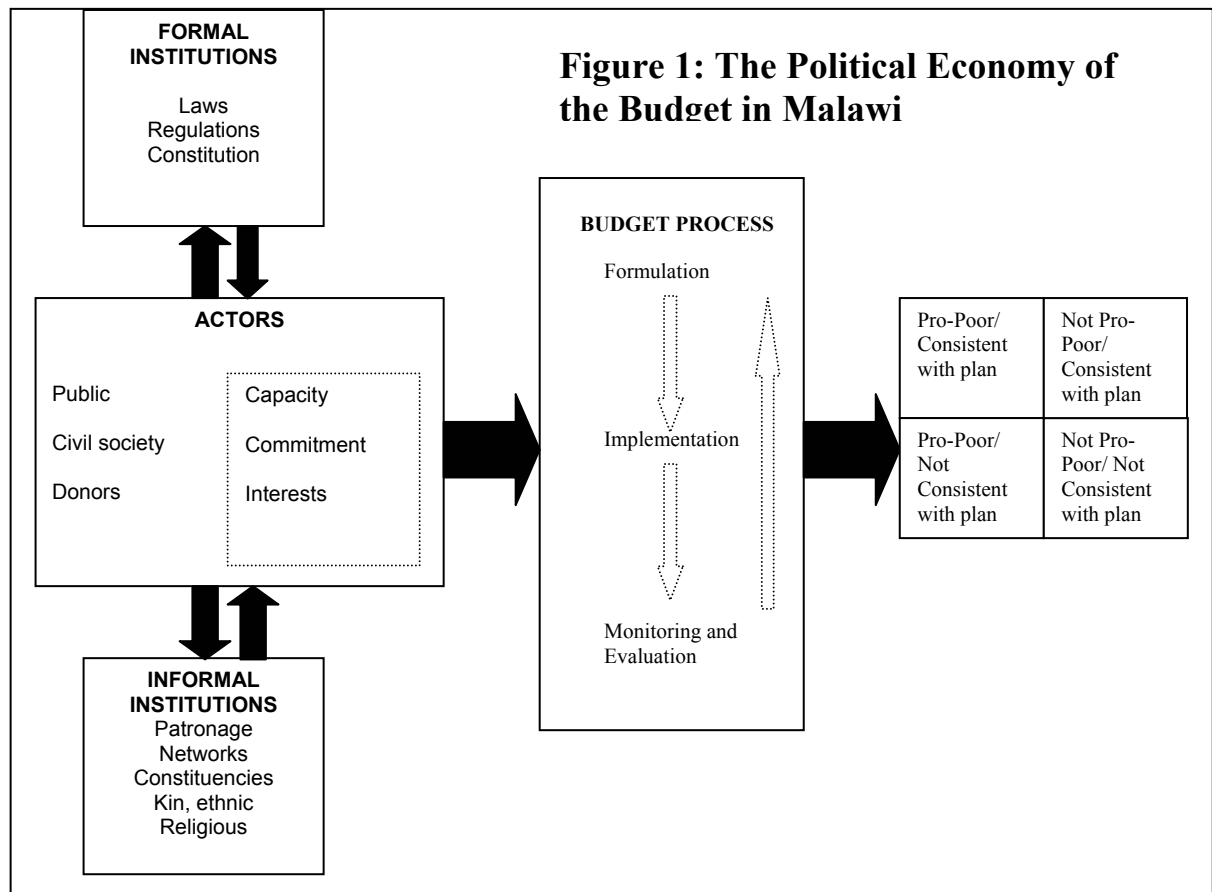 FORMAL
INSTITUTIONS
Laws
Regulations
Constitution
Figure 1: The Political Economy of
the Budget in Malawi
ACTORS
Public
Civil society
Donors
Capacity
Commitment
Interests
INFORMAL
INSTITUTIONS
Patronage
Networks
Constituencies
Kin, ethnic
Religious
BUDGET PROCESS
Formulation
Implementation
Monitoring and
Evaluation
Pro-Poor/
Consistent
with plan
Not Pro-
Poor/
Consistent
with plan
Pro-Poor/
Not
Consistent
with plan
Not Pro-
Poor/ Not
Consistent
with plan